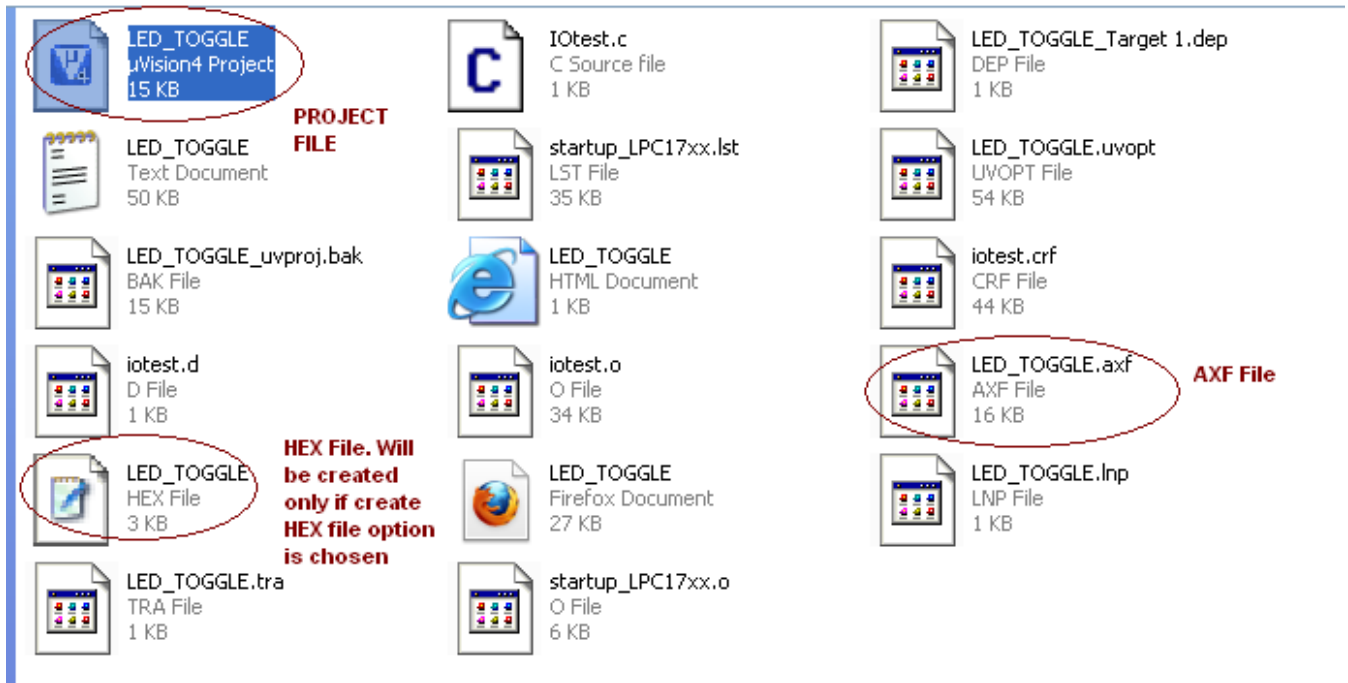 LED_TOGGLE
µVision4 Project
15 KB
PROJECT
FILE
IOtest.c
C Source file
1 KB
LED_TOGGLE_Target 1.dep
DEP File
1 KB
LED_TOGGLE
Text Document
50 KB
startup_LPC17xx.lst
LST File
35 KB
LED_TOGGLE.uvopt
UVOPT File
54 KB
LED_TOGGLE_uvproj.bak
BAK File
15 KB
LED_TOGGLE
HTML Document
1 KB
iotest.crf
CRF File
44 KB
iotest.d
D File
1 KB
iotest.o
O File
34 KB
LED_TOGGLE.axf
AXF File
16 KB
AXF File
LED_TOGGLE
HEX File
3 KB
HEX File. Will
be created
only if create
HEX file option
is chosen
LED_TOGGLE
Firefox Document
27 KB
LED_TOGGLE.lnp
LNP File
1 KB
LED_TOGGLE.tra
TRA File
1 KB
startup_LPC17xx.o
O File
6 KB